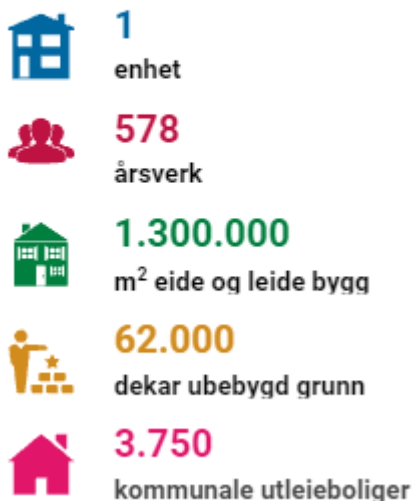 1
enhet
578
årsverk
1.300.000
m² eide og leide bygg
62.000
dekar ubebygd grunn
3.750
kommunale utleieboliger